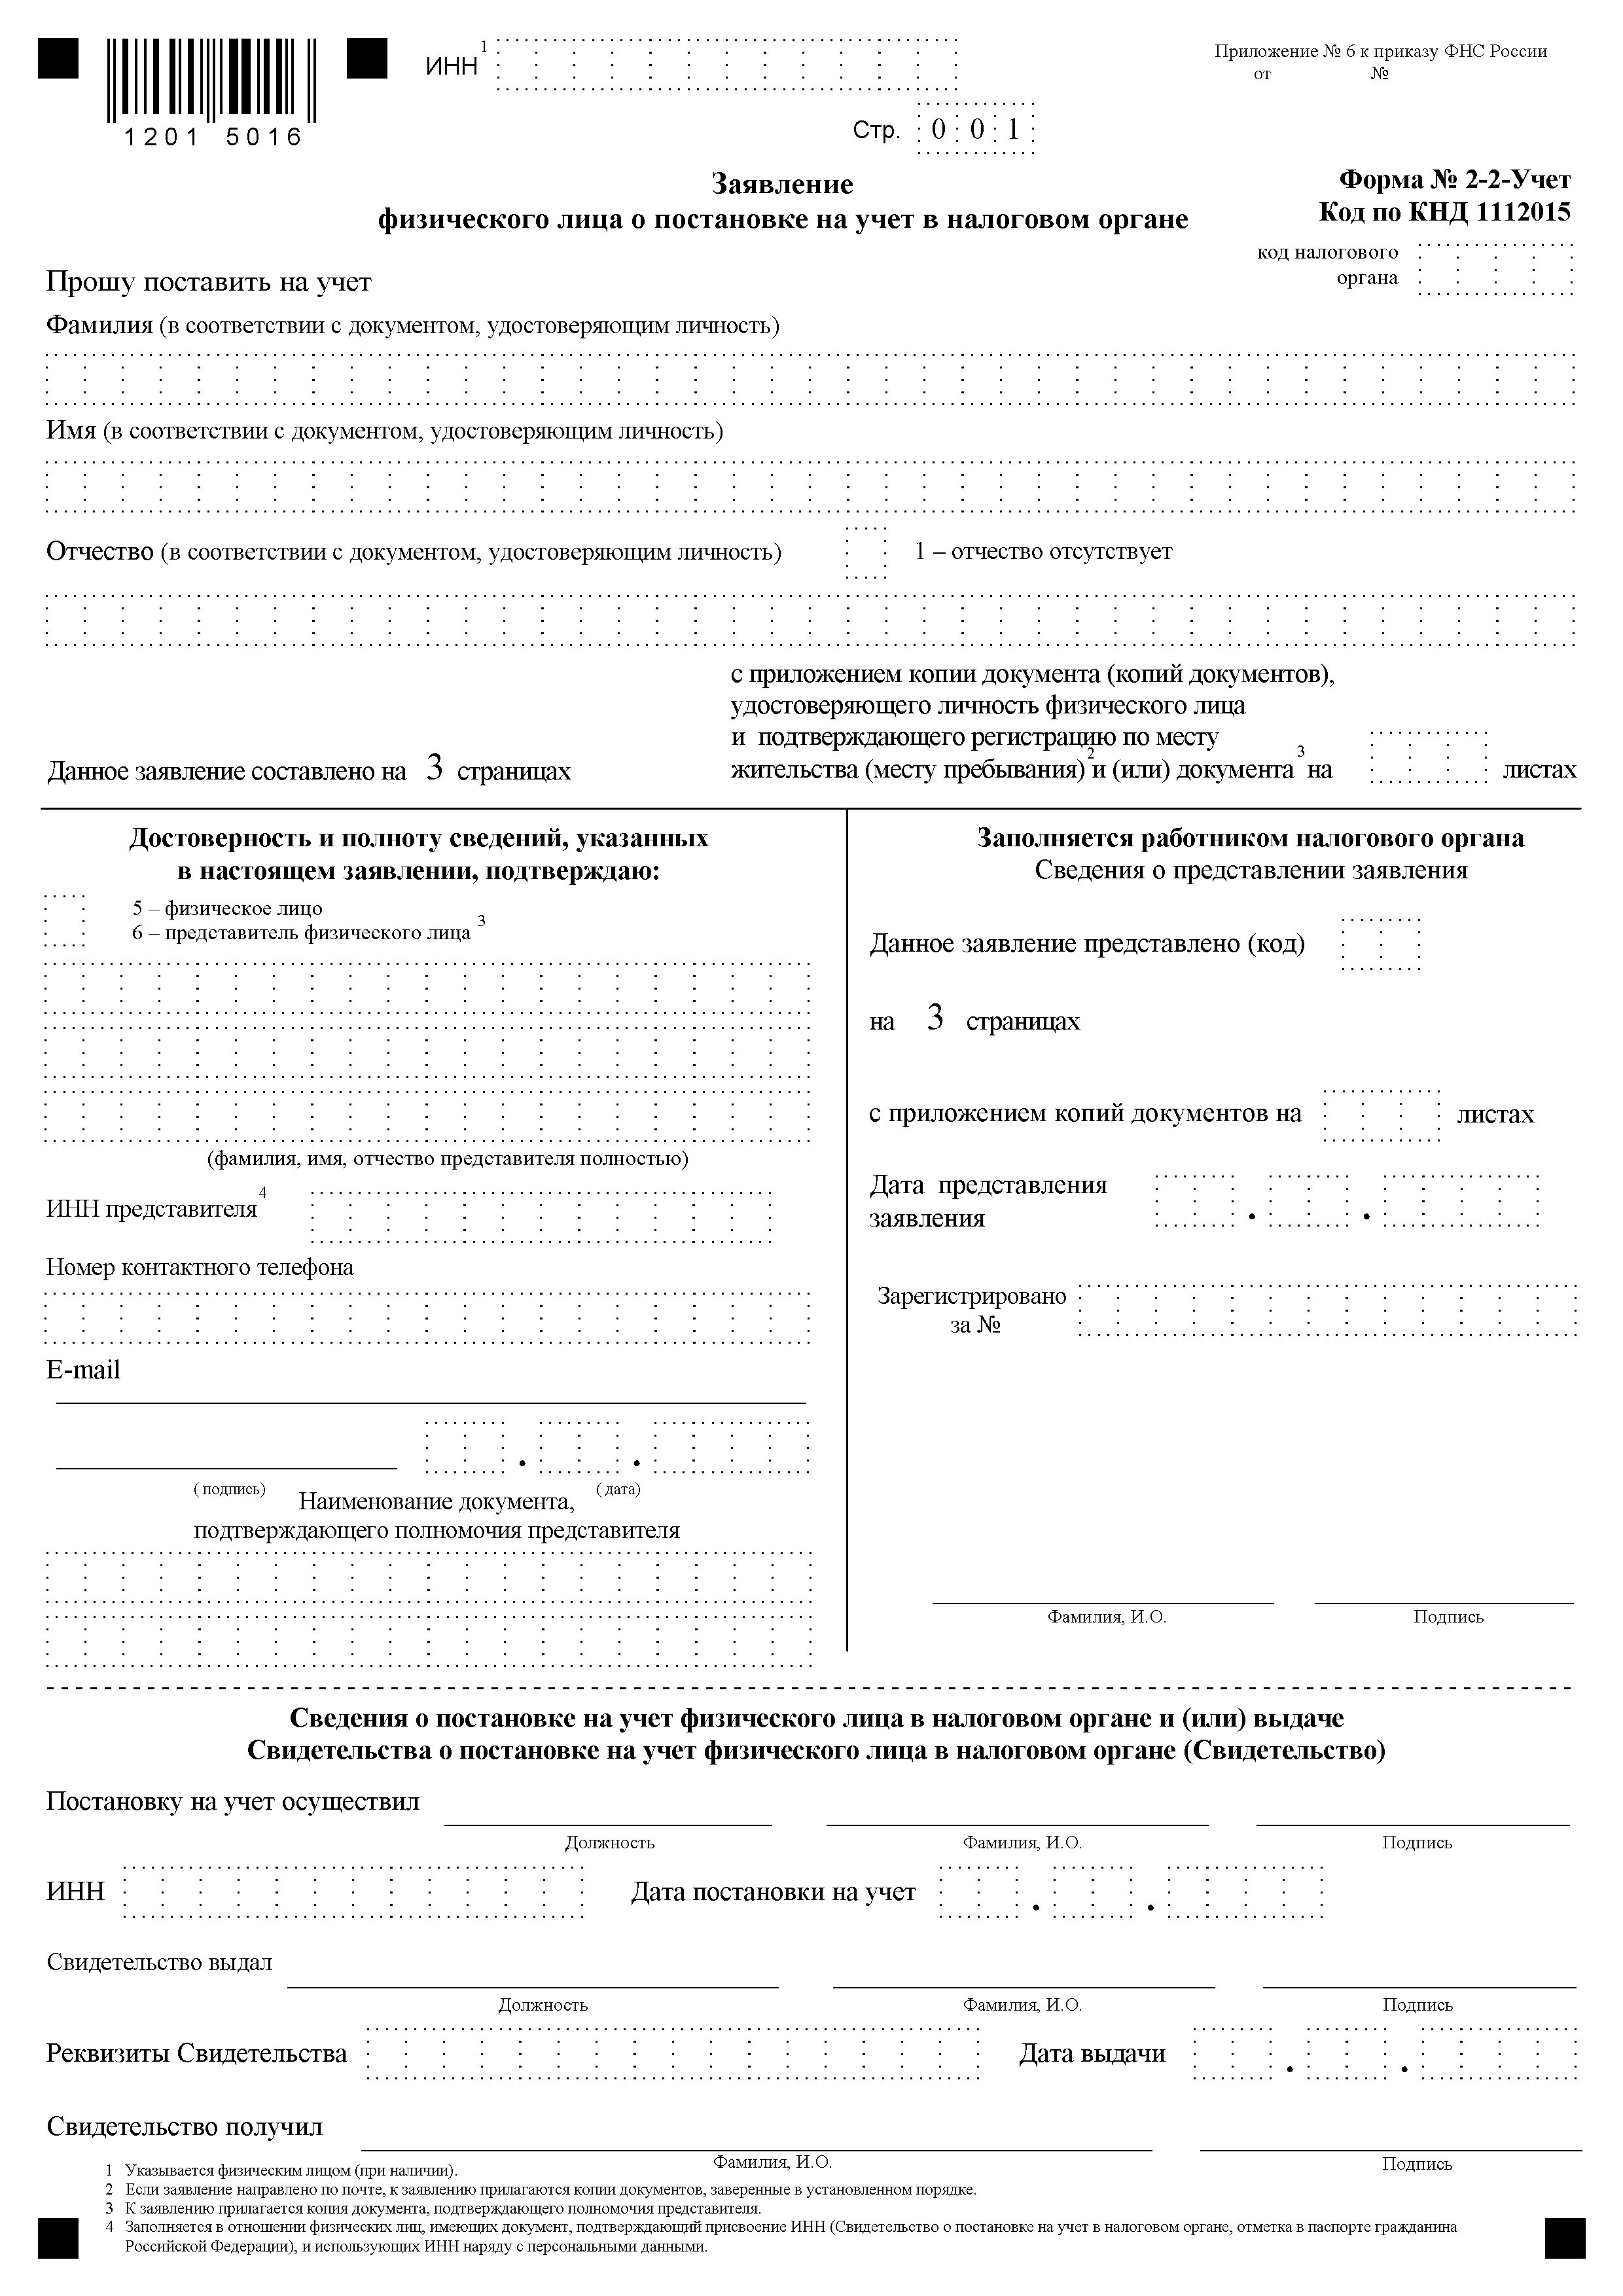 ИНН 1
Приложение № 6 к приказу ФНС России
от №
1201 5016
Стр. 0 0 1
Заявление
физического лица о постановке на учет в налоговом органе
Форма № 2-2-Учет
Код по КНД 1112015
код налогового
органа
Прошу поставить на учет
Фамилия (в соответствии с документом, удостоверяющим личность)
Имя (в соответствии с документом, удостоверяющим личность)
Отчество (в соответствии с документом, удостоверяющим личность) 1 – отчество отсутствует
с приложением копии документа (копий документов),
удостоверяющего личность физического лица
и подтверждающего регистрацию по месту
Данное заявление составлено на 3 страницах
жительства (месту пребывания) 2 и (или) документа 3 на листах
Достоверность и полноту сведений, указанных
в настоящем заявлении, подтверждаю:
5 – физическое лицо
6 – представитель физического лица 3
(фамилия, имя, отчество представителя полностью)
ИНН представителя 4
Номер контактного телефона
E-mail
. .
( подпись) ( дата)
Наименование документа,
подтверждающего полномочия представителя
Заполняется работником налогового органа
Сведения о представлении заявления
Данное заявление представлено (код)
на 3 страницах
с приложением копий документов на листах
Дата представления
заявления . .
Зарегистрировано
за №
Фамилия, И.О. Подпись
Сведения о постановке на учет физического лица в налоговом органе и (или) выдаче
Свидетельства о постановке на учет физического лица в налоговом органе (Свидетельство)
Постановку на учет осуществил
Должность Фамилия, И.О. Подпись
ИНН Дата постановки на учет . .
Свидетельство выдал
Должность Фамилия, И.О. Подпись
Реквизиты Свидетельства Дата выдачи . .
Свидетельство получил
Фамилия, И.О. Подпись
1 Указывается физическим лицом (при наличии).
2 Если заявление направлено по почте, к заявлению прилагаются копии документов, заверенные в установленном порядке.
3 К заявлению прилагается копия документа, подтверждающего полномочия представителя.
4 Заполняется в отношении физических лиц, имеющих документ, подтверждающий присвоение ИНН (Свидетельство о постановке на учет в налоговом органе, отметка в паспорте гражданина
Российской Федерации), и использующих ИНН наряду с персональными данными.